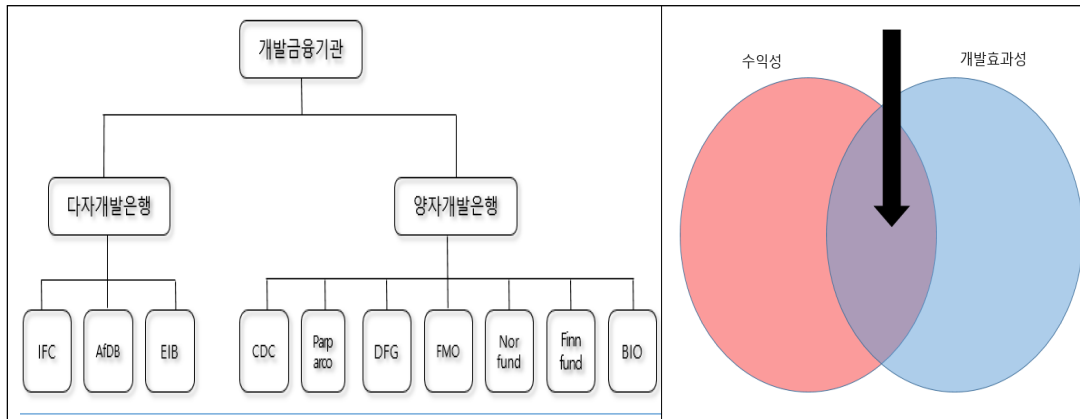 개발금융기관
다자개발은행
양자개발은행
IFC
AfDB
EIB
CDC
Parp
arco
DFG
FMO
Nor
fund
Finn
fund
BIO
수익성
개발효과성